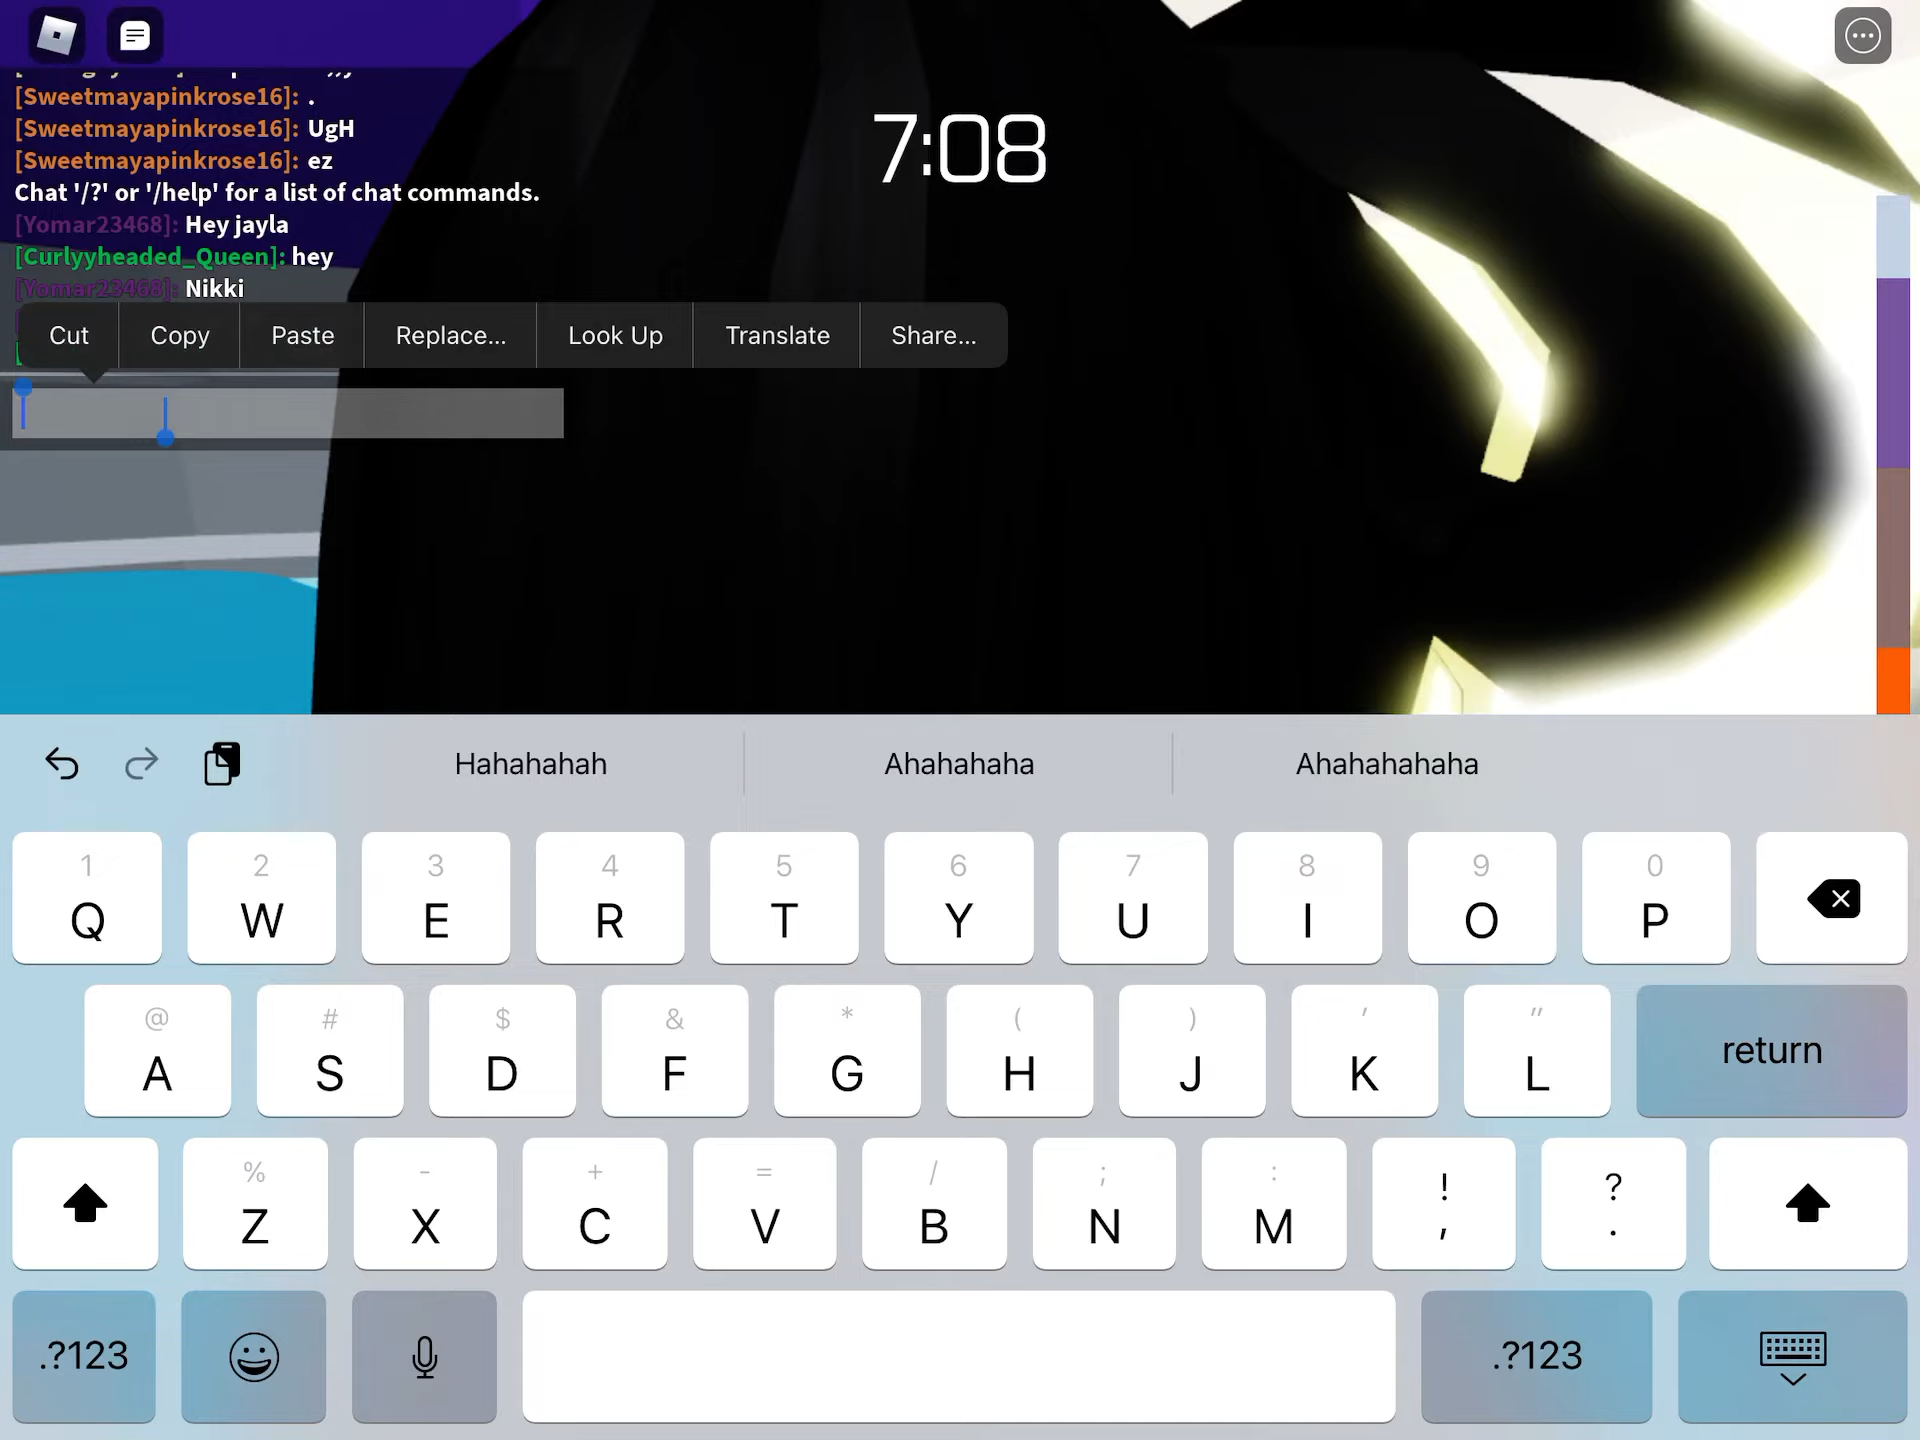 [Sweetmayapinkrose16]: .
[Sweetmayapinkrose16]: UgH
[Sweetmayapinkrose16]: ez
Chat '/?' or '/help' for a list of chat commands.
[Yomar23468]: Hey jayla
[Curlyyheaded_Queen]: hey
[Yomar23468]: Nikki
7:08
Cut Copy Paste Replace... Look Up Translate Share...
Hahahahah Ahahahaha Ahahahahaha
1 2 3 4 5 6 7 8 9 0
Q W E R T Y U I O P
@ # $ & * ( ) ' "
A S D F G H J K L return
% - + = / ; : ! ?
Z X C V B N M , .
.?123 .?123